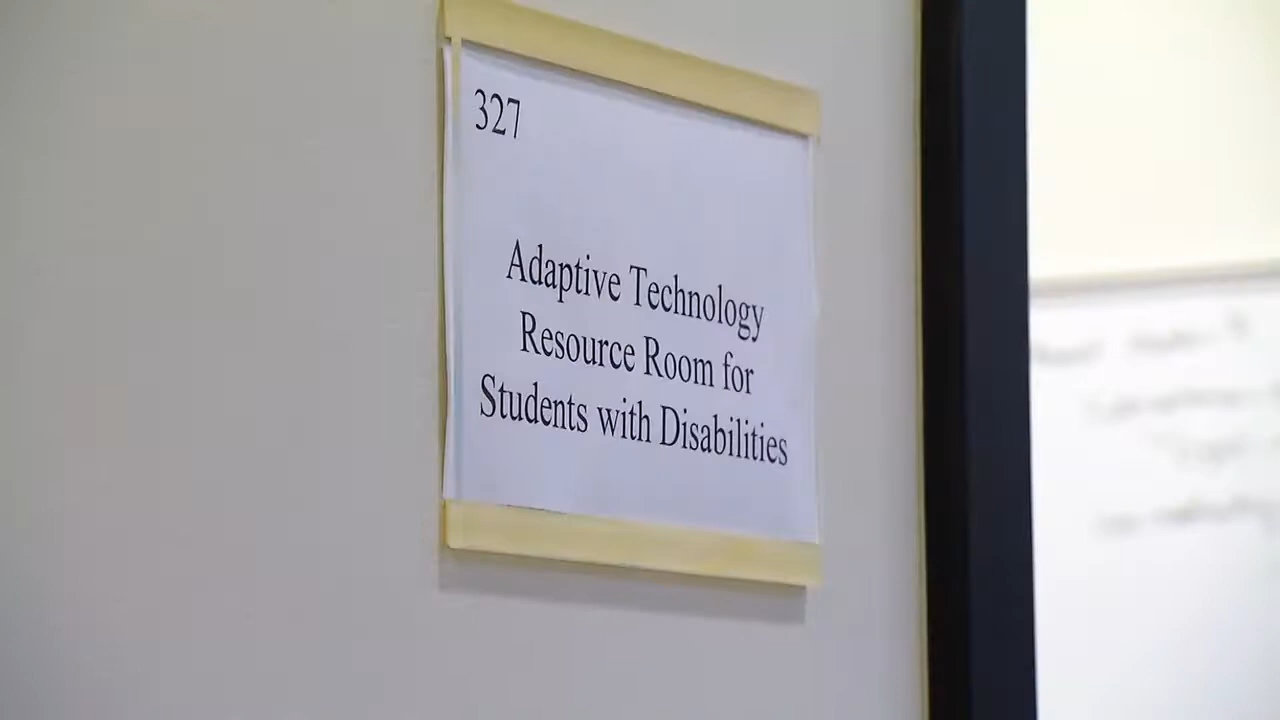 327
Adaptive Technology
Resource Room for
Students with Disabilities